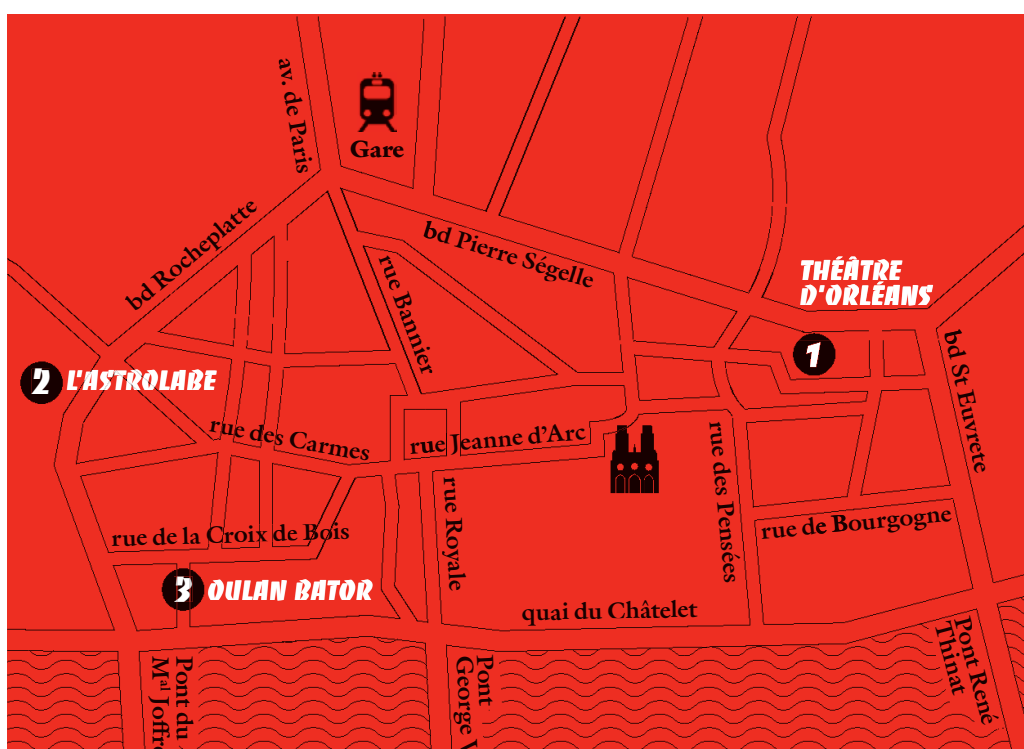 av. de Paris
Gare
bd Rocheplatte
bd Pierre Ségelle
rue Bannier
THÉÂTRE
D'ORLÉANS
1
bd St Euvrete
2 L'ASTROLABE
rue des Carmes
rue Jeanne d'Arc
rue des Pensées
rue Royale
rue de Bourgogne
rue de la Croix de Bois
3 OULAN BATOR
quai du Châtelet
Pont du
Mal Joffre
Pont
George V
Pont René
Thinat